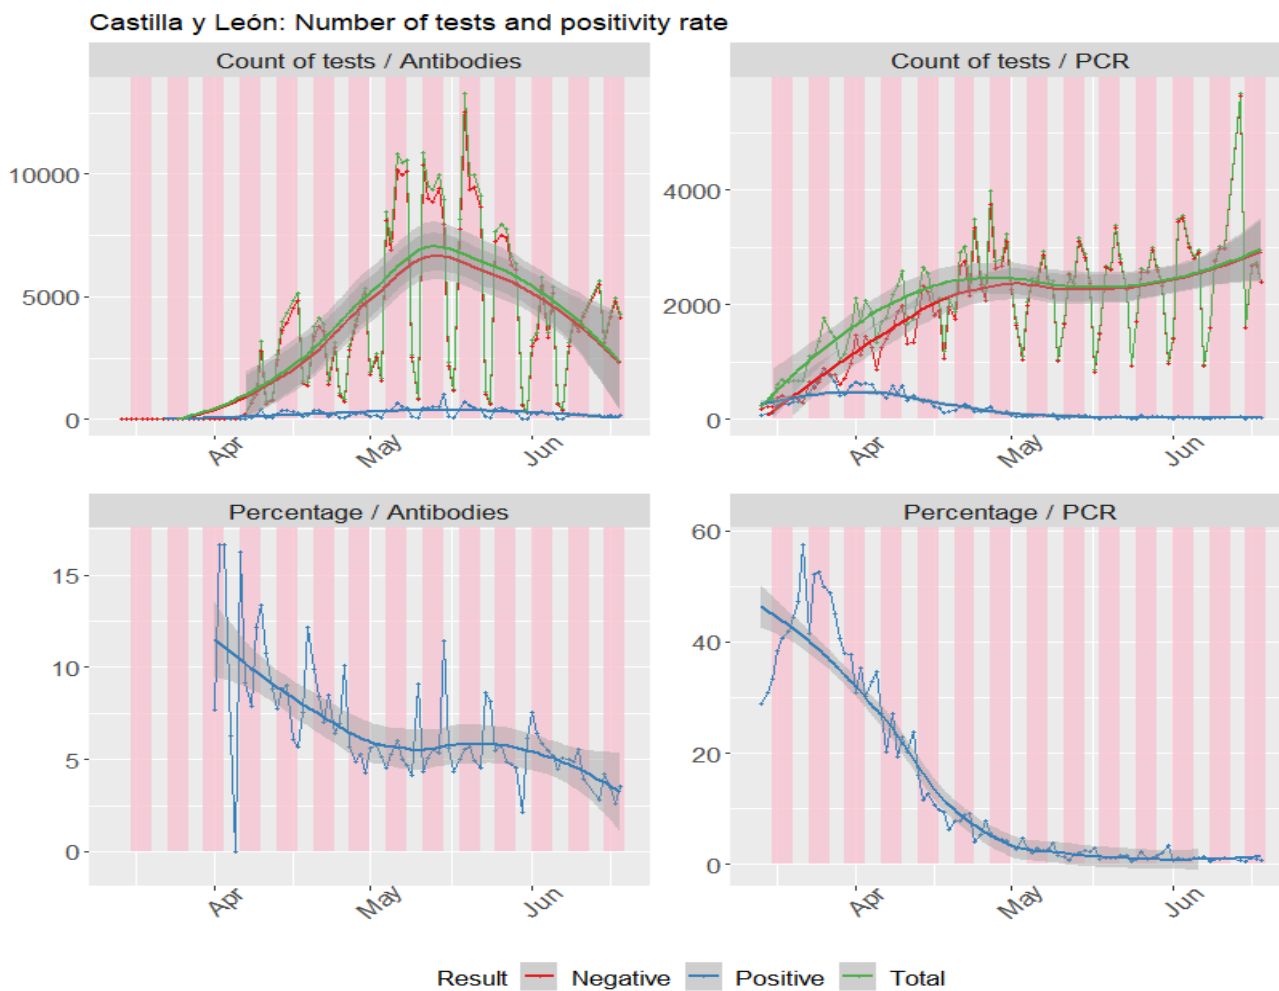 Castilla y León: Number of tests and positivity rate
Count of tests / Antibodies
Count of tests / PCR
10000
5000
0
Apr
May
Jun
4000
2000
0
Apr
May
Jun
Percentage / Antibodies
Percentage / PCR
15
10
5
0
Apr
May
Jun
60
40
20
0
Apr
May
Jun
Result Negative Positive Total